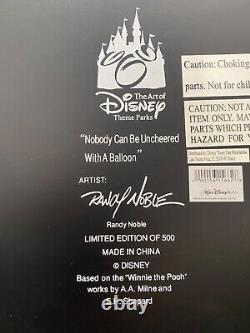 The Art of
Disney
Theme Parks
"Nobody Can Be Uncheered
With A Balloon"
ARTIST:
RANDY NOBLE
Randy Noble
LIMITED EDITION OF 500
MADE IN CHINA
© DISNEY
Based on the "Winnie the Pooh"
works by A.A. Milne and
Shepard
Caution: Choking
parts. Not for chil
CAUTION: NOT A
ITEM ONLY. MAY
PARTS WHICH PR
HAZARD FOR